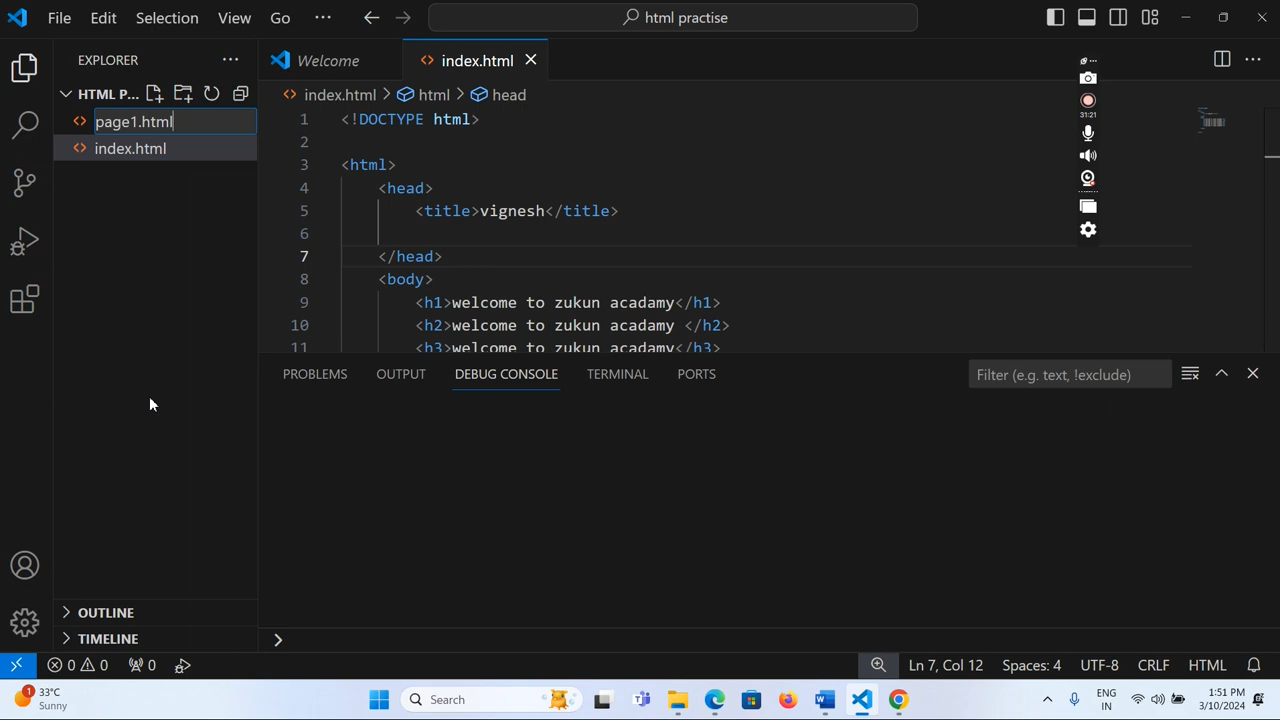 File Edit Selection View Go ... html practise
EXPLORER ...
Welcome index.html
HTML P...
index.html > html > head
page1.html
index.html
1 <!DOCTYPE html>
2
3 <html>
4 <head>
5 <title>vignesh</title>
6
7 </head>
8 <body>
9 <h1>welcome to zukun acadamy</h1>
10 <h2>welcome to zukun acadamy </h2>
11 <h3>welcome to zukun acadamy</h3>
31:21
PROBLEMS OUTPUT DEBUG CONSOLE TERMINAL PORTS Filter (e.g. text, !exclude)
OUTLINE
TIMELINE
0 0 0 Ln 7, Col 12 Spaces: 4 UTF-8 CRLF HTML
1 33°C
Sunny
Search
ENG
IN
1:51 PM
3/10/2024